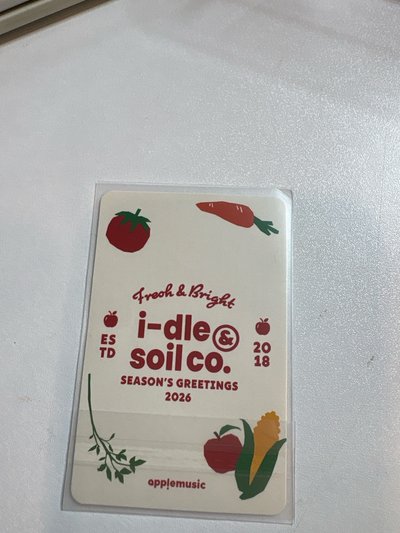 Fresh & Bright
i-dle &
soil co.
ES
TD
20
18
SEASON'S GREETINGS
2026
applemusic